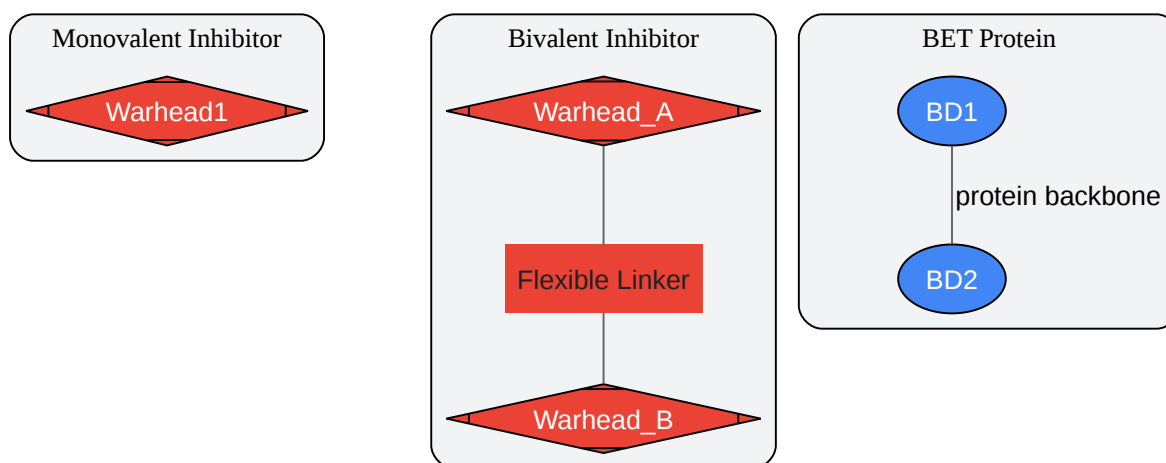 Monovalent Inhibitor
Warhead1
Bivalent Inhibitor
Warhead_A
Flexible Linker
Warhead_B
BET Protein
BD1
protein backbone
BD2